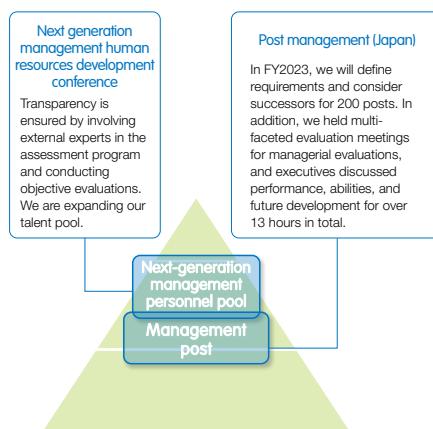 Next generation
management human
resources development
conference
Transparency is
ensured by involving
external experts in the
assessment program
and conducting
objective evaluations.
We are expanding our
talent pool.
Post management (Japan)
In FY2023, we will define
requirements and consider
successors for 200 posts. In
addition, we held multi-
faceted evaluation meetings
for managerial evaluations,
and executives discussed
performance, abilities, and
future development for over
13 hours in total.
Next-generation
management
personnel pool
Management
post